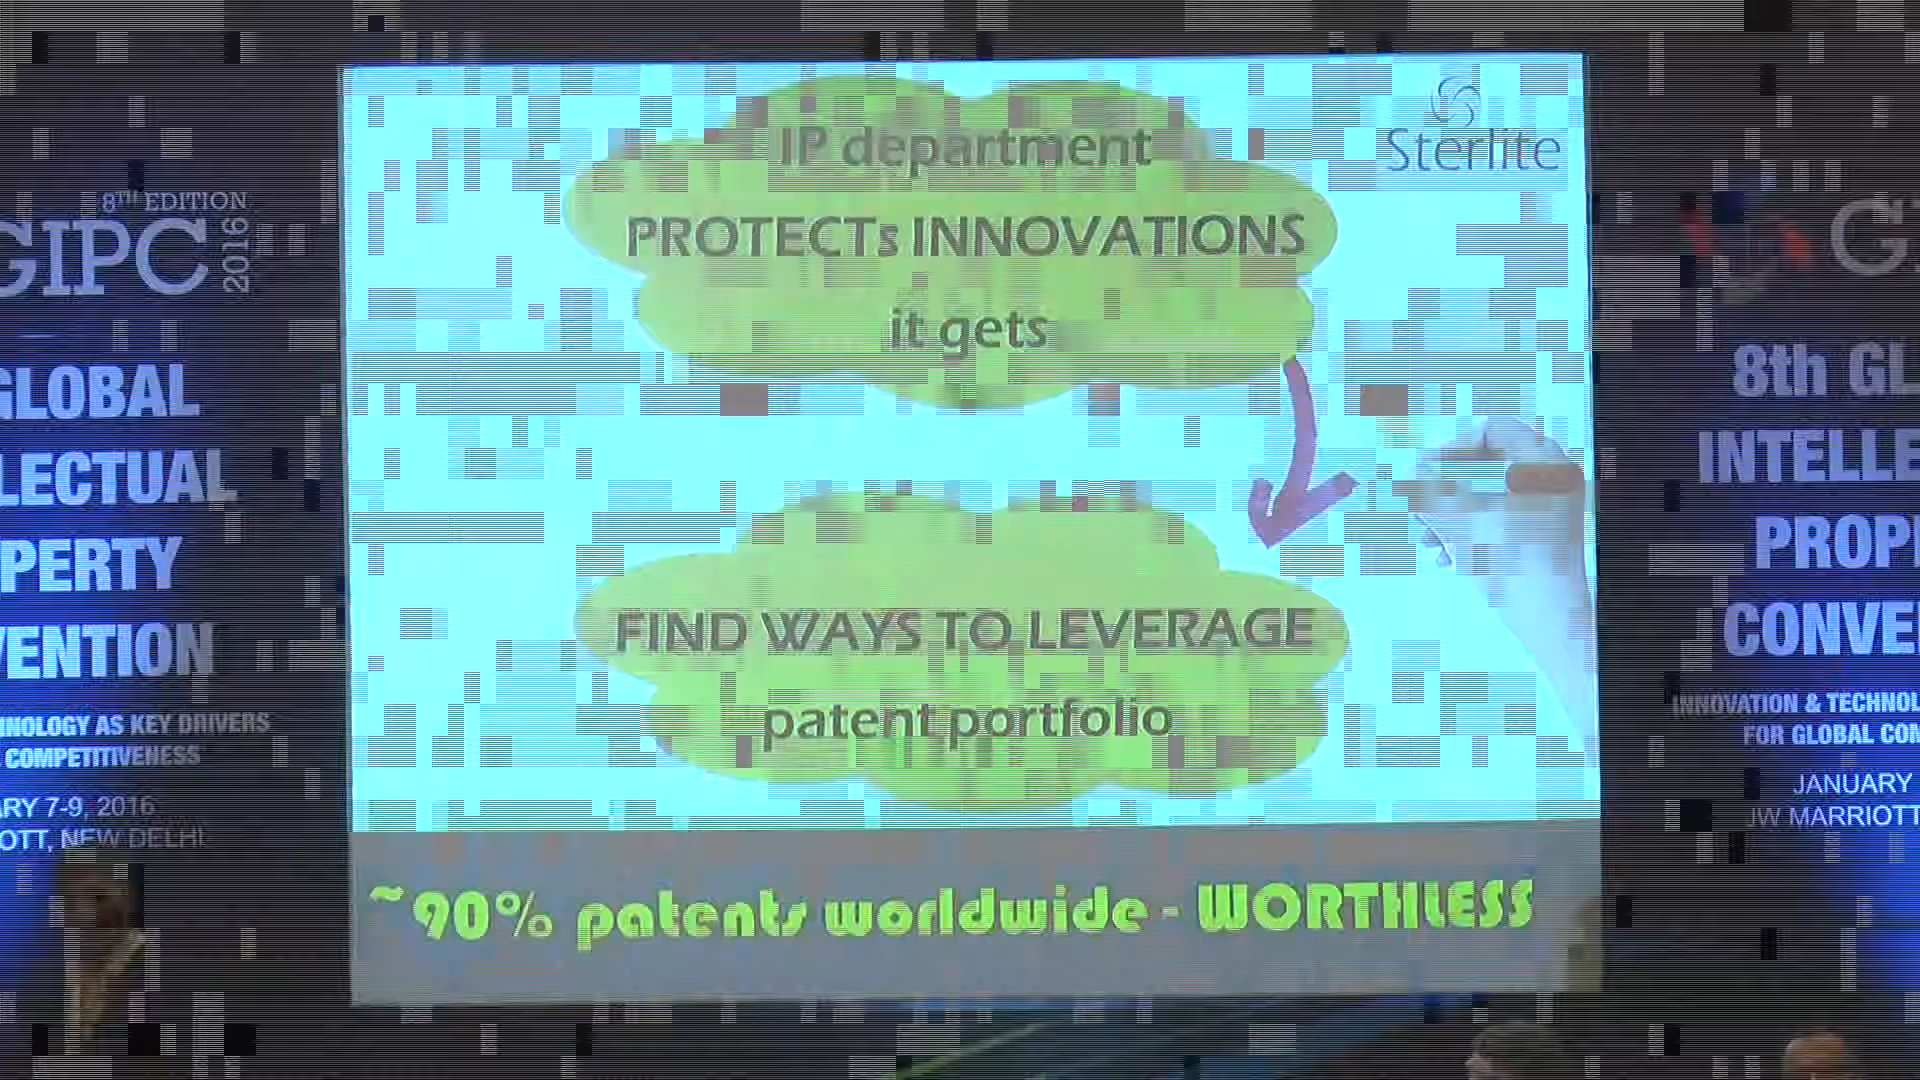 8TH EDITION
GIPC
2016
GLOBAL
LECTUAL
PERTY
VENTION
NOLOGY AS KEY DRIVERS
COMPETITIVENESS
ARY 7-9, 2016
OTT, NEW DELHI
IP department
PROTECTs INNOVATIONS
it gets
Sterlite
FIND WAYS TO LEVERAGE
patent portfolio
~90% patents worldwide - WORTHLESS
8th GL
INTELLE
PROP
CONVE
INNOVATION & TECHNOL
FOR GLOBAL COM
JANUARY
JW MARRIOTT